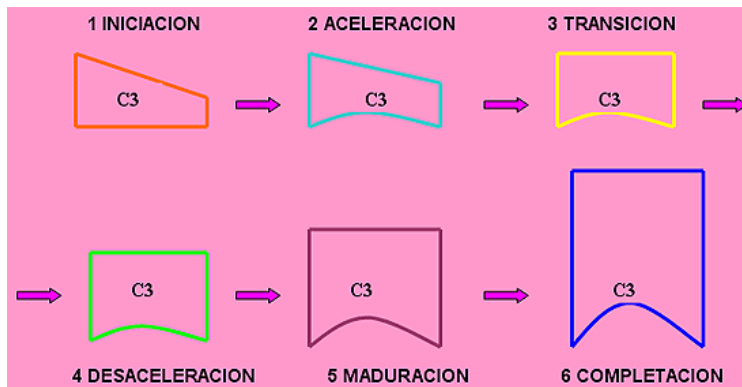 1 INICIACION
2 ACELERACION
3 TRANSICION
C3
C3
C3
C3
C3
C3
4 DESACELERACION
5 MADURACION
6 COMPLETACION